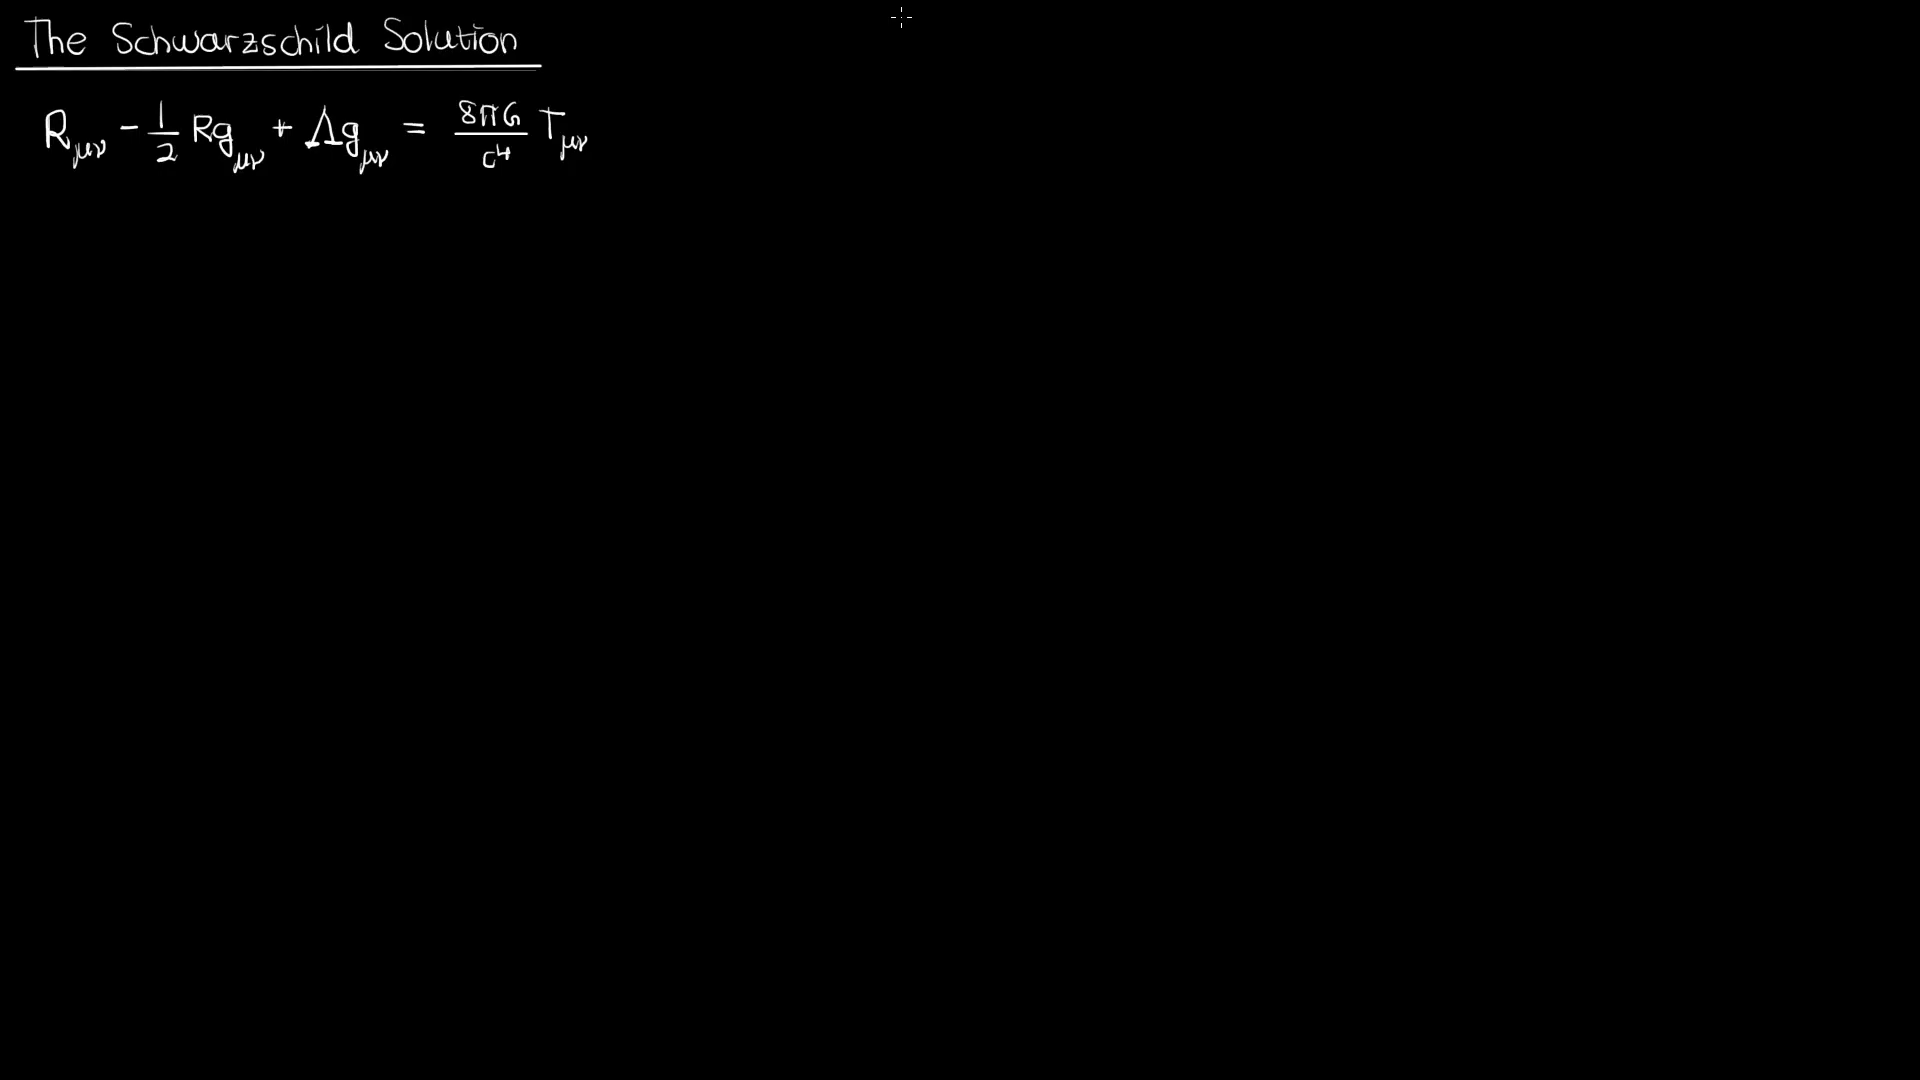 The Schwarzschild Solution
R_μν - 1/2 Rg_μν + Λg_μν = 8πG/c⁴ T_μν